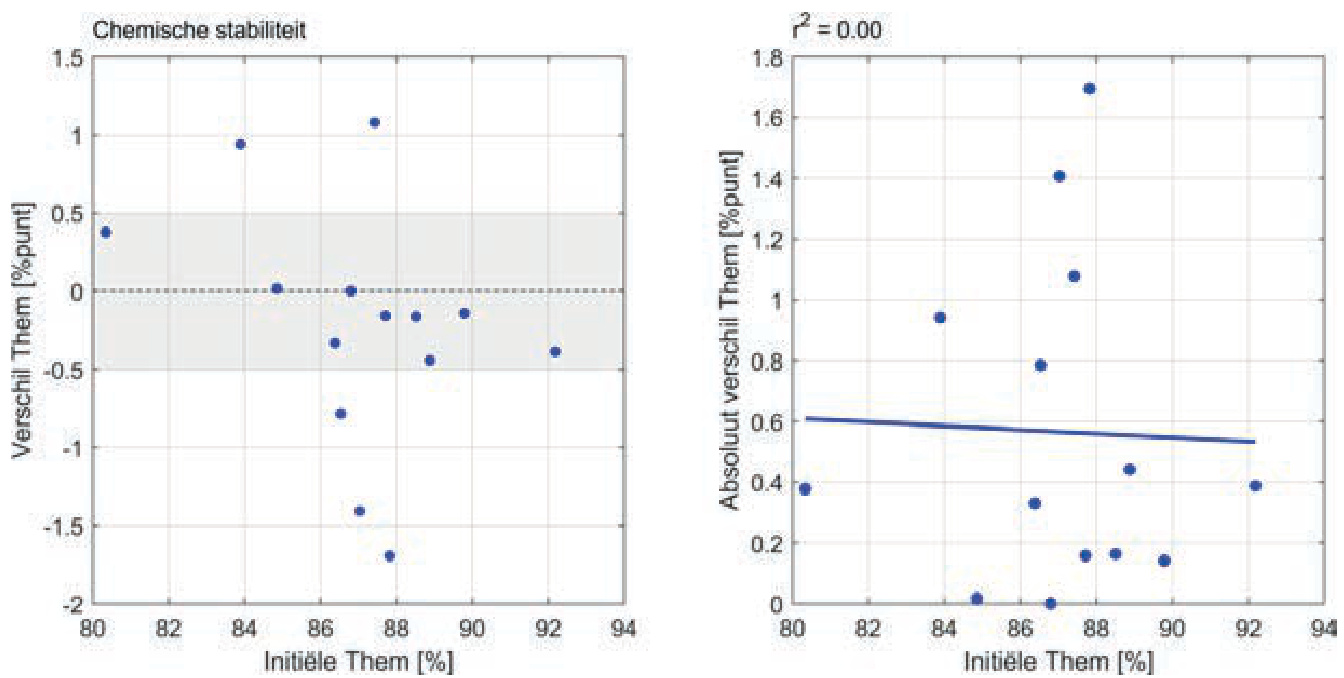 Chemische stabiliteit
1.5
1
0.5
0
-0.5
-1
-1.5
-2
80 82 84 86 88 90 92 94
Verschil Them [%punt]
Initiële Them [%]
r² = 0.00
1.8
1.6
1.4
1.2
1
0.8
0.6
0.4
0.2
0
80 82 84 86 88 90 92 94
Absoluut verschil Them [%punt]
Initiële Them [%]